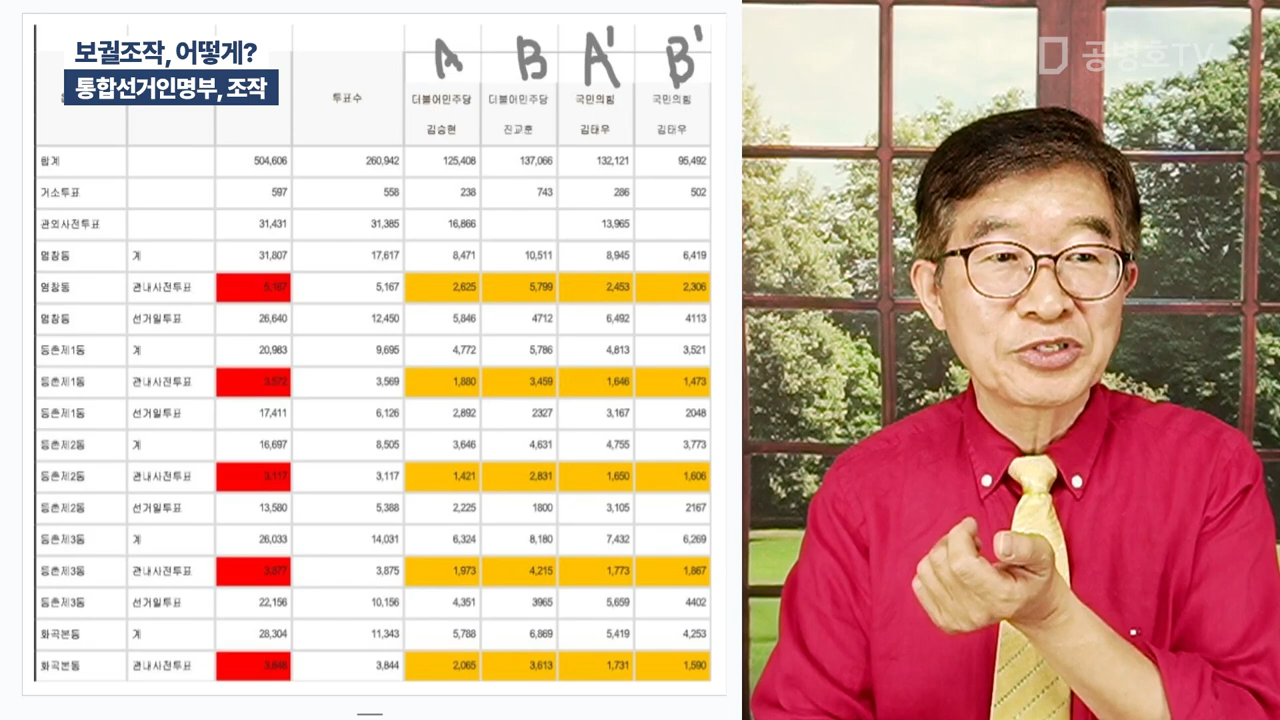 보궐조작, 어떻게?
통합선거인명부, 조작
A B A' B'
투표수 더불어민주당 더불어민주당 국민의힘 국민의힘
김승현 진교훈 김태우 김태우
합계 504,606 260,942 125,408 137,066 132,121 95,492
거소투표 597 558 238 743 286 502
관외사전투표 31,431 31,385 16,866 13,965
염창동 계 31,807 17,617 8,471 10,511 8,945 6,419
염창동 관내사전투표 5,167 5,167 2,625 5,799 2,453 2,306
염창동 선거일투표 26,640 12,450 5,846 4712 6,492 4113
등촌제1동 계 20,983 9,695 4,772 5,786 4,813 3,521
등촌제1동 관내사전투표 3,572 3,569 1,880 3,459 1,646 1,473
등촌제1동 선거일투표 17,411 6,126 2,892 2327 3,167 2048
등촌제2동 계 16,697 8,505 3,646 4,631 4,755 3,773
등촌제2동 관내사전투표 3,117 3,117 1,421 2,831 1,650 1,606
등촌제2동 선거일투표 13,580 5,388 2,225 1800 3,105 2167
등촌제3동 계 26,033 14,031 6,324 8,180 7,432 6,269
등촌제3동 관내사전투표 3,877 3,875 1,973 4,215 1,773 1,867
등촌제3동 선거일투표 22,156 10,156 4,351 3965 5,659 4402
화곡본동 계 28,304 11,343 5,788 6,869 5,419 4,253
화곡본동 관내사전투표 3,846 3,844 2,065 3,613 1,731 1,590
공병호TV